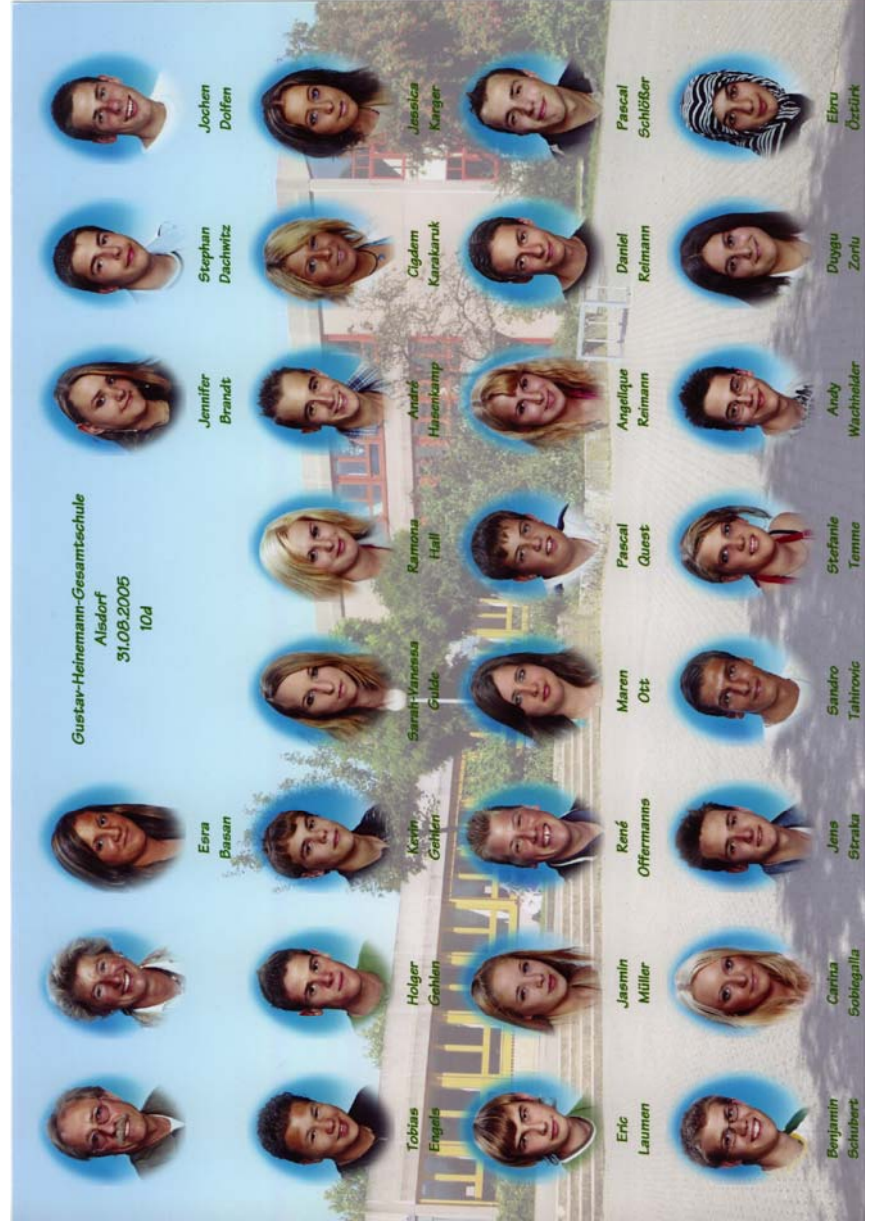 Gustav-Heinemann-Gesamtschule
Alsdorf
31.08.2005
10d
Esra
Basan
Jennifer
Brandt
Stephan
Dachwitz
Jochen
Dolfen
Tobias
Engels
Holger
Gehlen
Kevin
Gehlen
Sarah-Vanessa
Guide
Ramona
Hall
André
Hasenkamp
Cigdem
Karakaruk
Jessica
Karger
Eric
Laumen
Jasmin
Müller
René
Offermanns
Maren
Ott
Pascal
Quest
Angelique
Reimann
Daniel
Reimann
Pascal
Schlößer
Benjamin
Schubert
Carina
Sobiegalla
Jens
Straka
Sandro
Tahirovic
Stefanie
Temme
Andy
Wachhelder
Duygu
Zorlu
Ebru
Öztürk